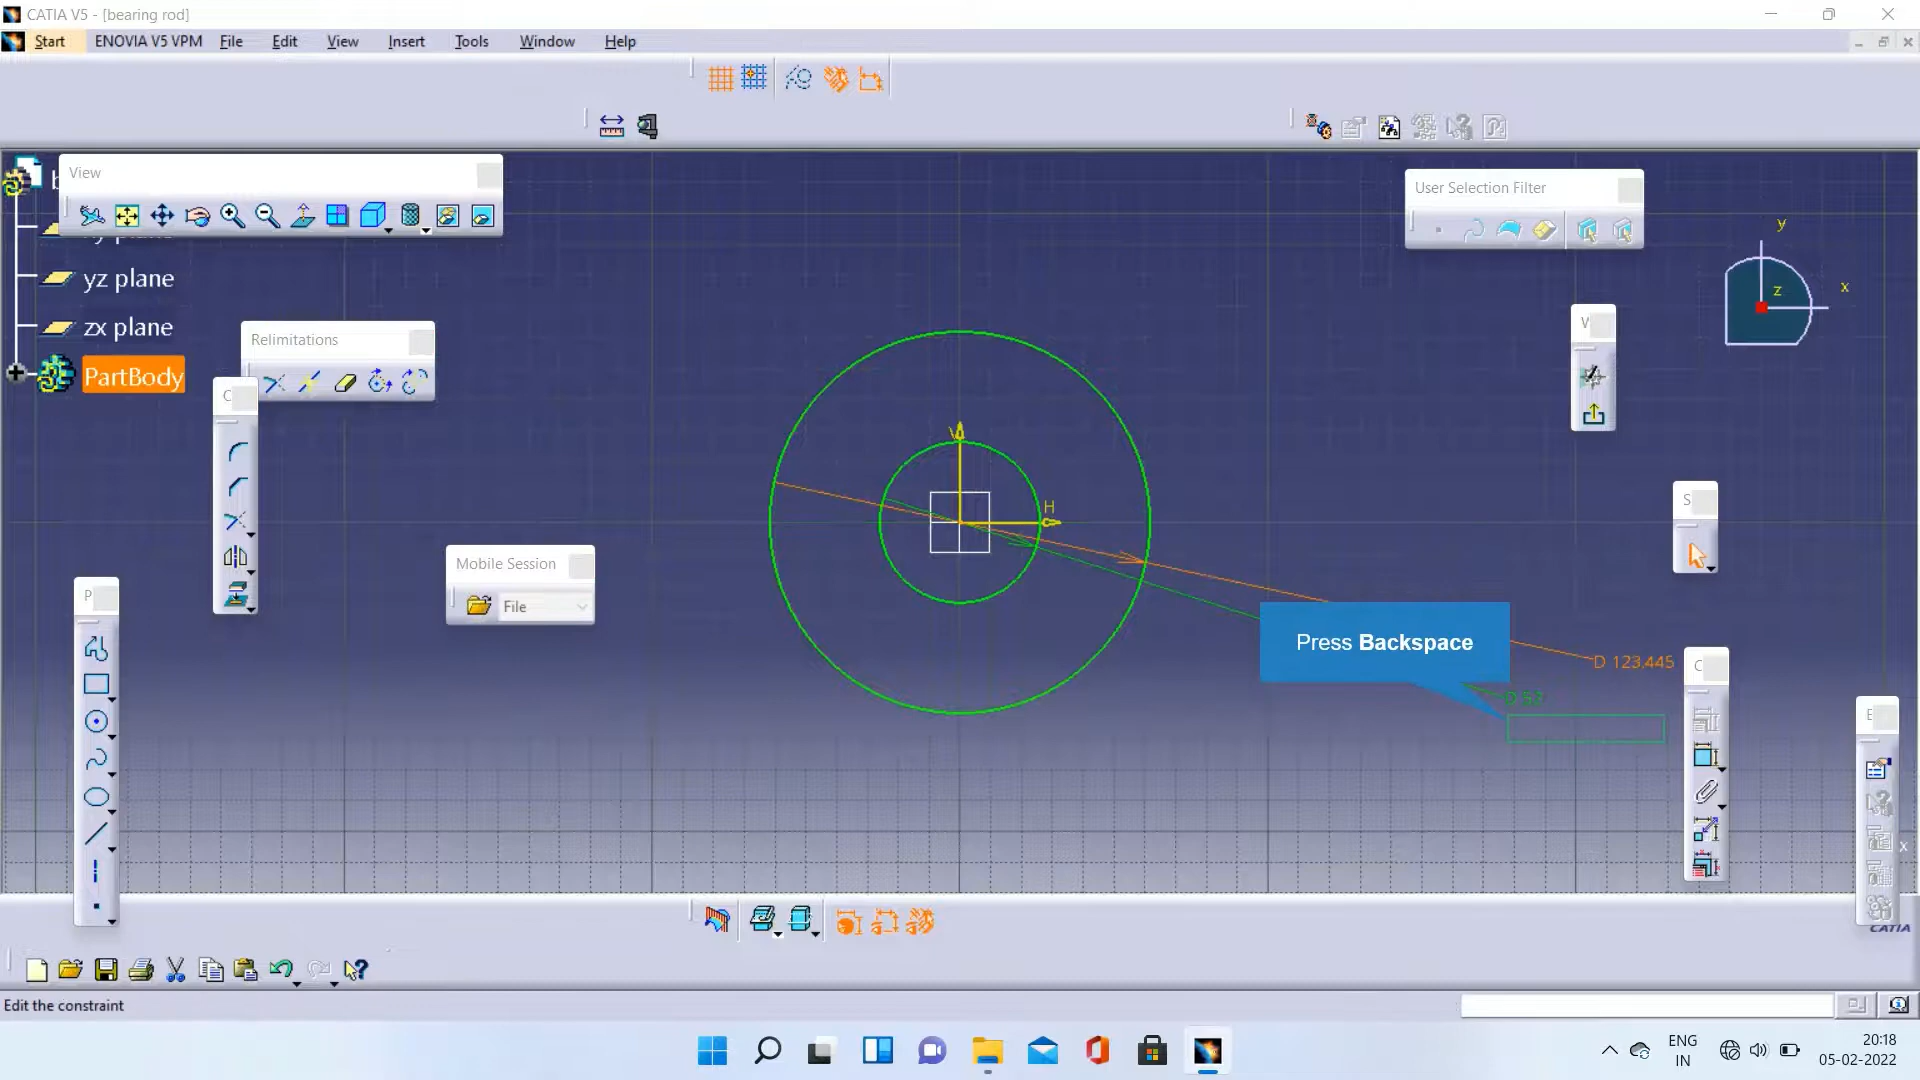 CATIA V5 - [bearing rod]
Start ENOVIA V5 VPM File Edit View Insert Tools Window Help
View
User Selection Filter
yz plane
zx plane
PartBody
Relimitations
C
P
Mobile Session
File
V
H
y
x
z
V
S
Press Backspace
D 123,445
C
E
x
CATIA
Edit the constraint
ENG
IN
20:18
05-02-2022